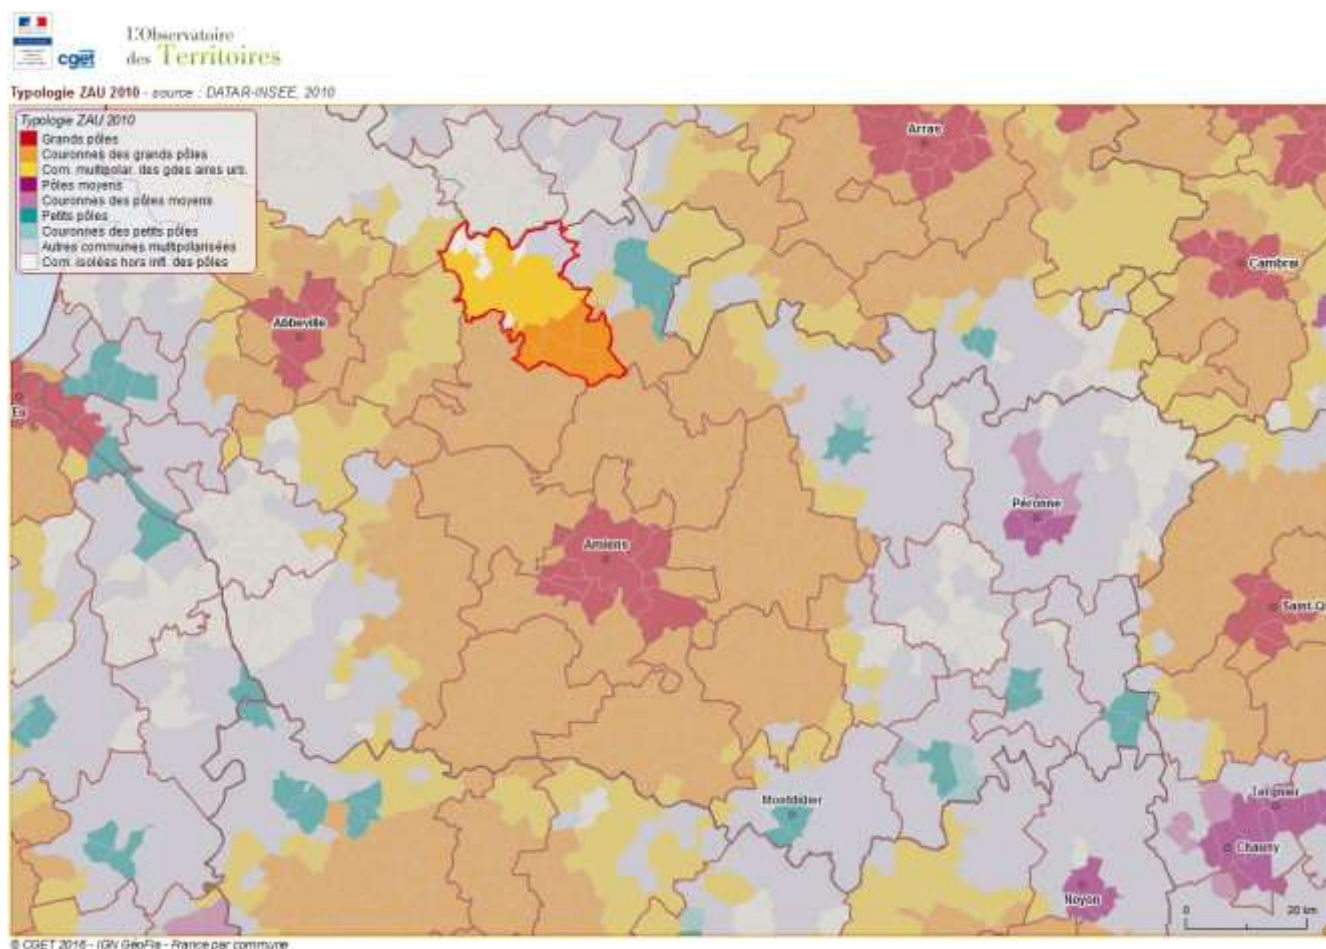 L'Observatoire
des Territoires
cget
Typologie ZAU 2010 - source : DATAR-INSEE, 2010
Typologie ZAU 2010
Grands pôles
Couronnes des grands pôles
Com. multipolar. des gdes aires urb.
Pôles moyens
Couronnes des pôles moyens
Petits pôles
Couronnes des petits pôles
Autres communes multipolarisées
Com. isolées hors infl. des pôles
Arras
Cambrai
Abbeville
Péronne
Amiens
Saint-Q
Montdidier
Tergnier
Chauny
Noyon
0 20 km
© CGET 2016 - IGN GéoFla - France par commune